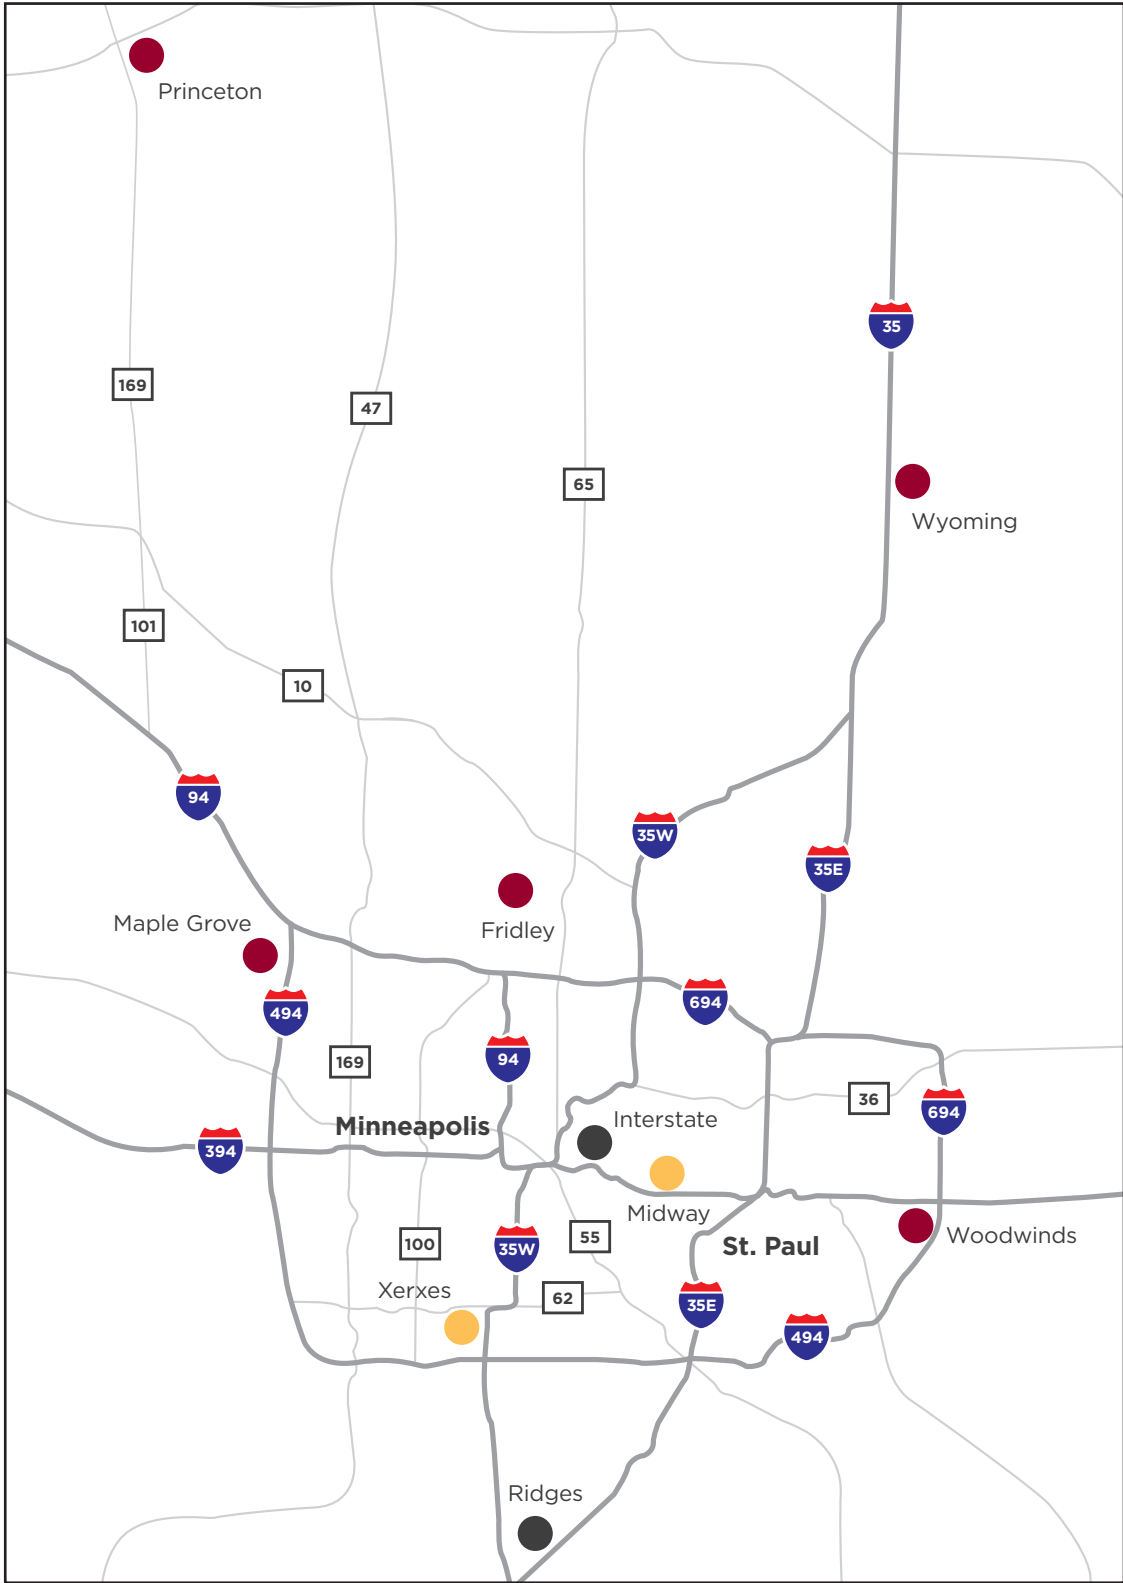 Princeton
35
169
47
65
Wyoming
101
10
94
35W
35E
Fridley
Maple Grove
694
494
94
169
36
694
Interstate
Minneapolis
394
Midway
55
Woodwinds
100
35W
St. Paul
Xerxes
62
35E
494
Ridges